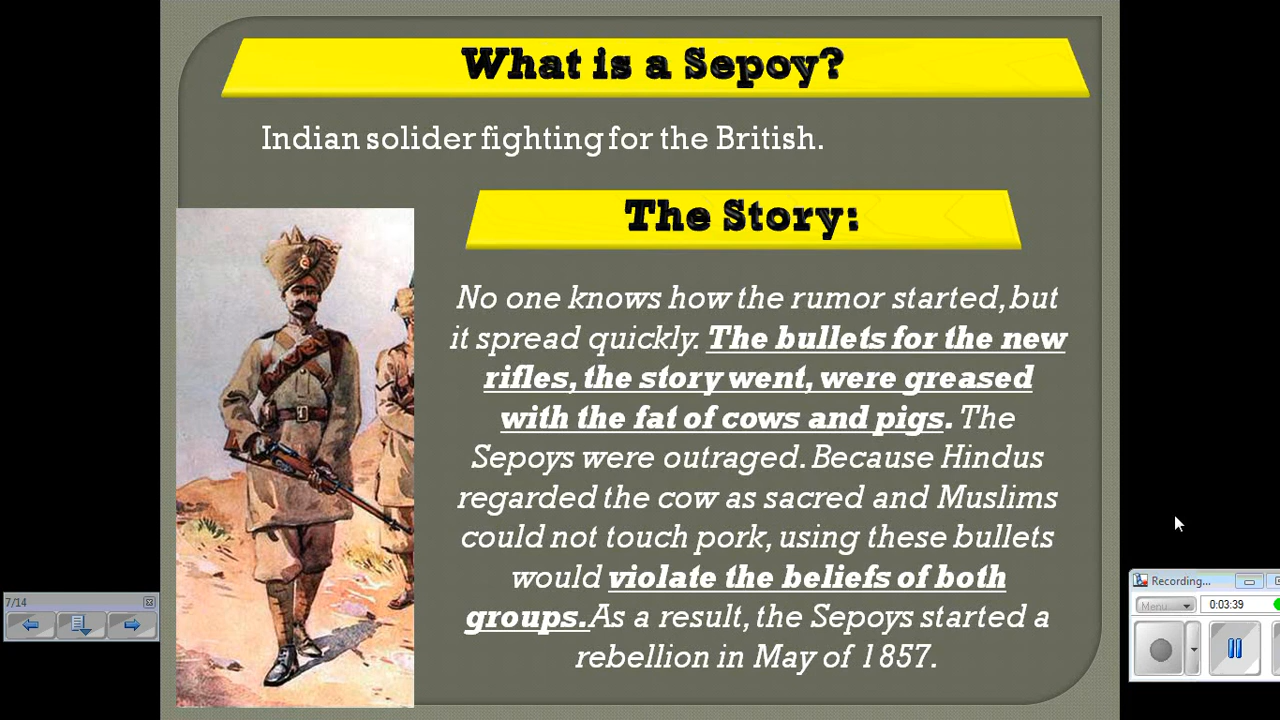 What is a Sepoy?
Indian solider fighting for the British.
The Story:
No one knows how the rumor started, but
it spread quickly. The bullets for the new
rifles, the story went, were greased
with the fat of cows and pigs. The
Sepoys were outraged. Because Hindus
regarded the cow as sacred and Muslims
could not touch pork, using these bullets
would violate the beliefs of both
groups. As a result, the Sepoys started a
rebellion in May of 1857.
7/14
Recording...
Menu
0:03:39